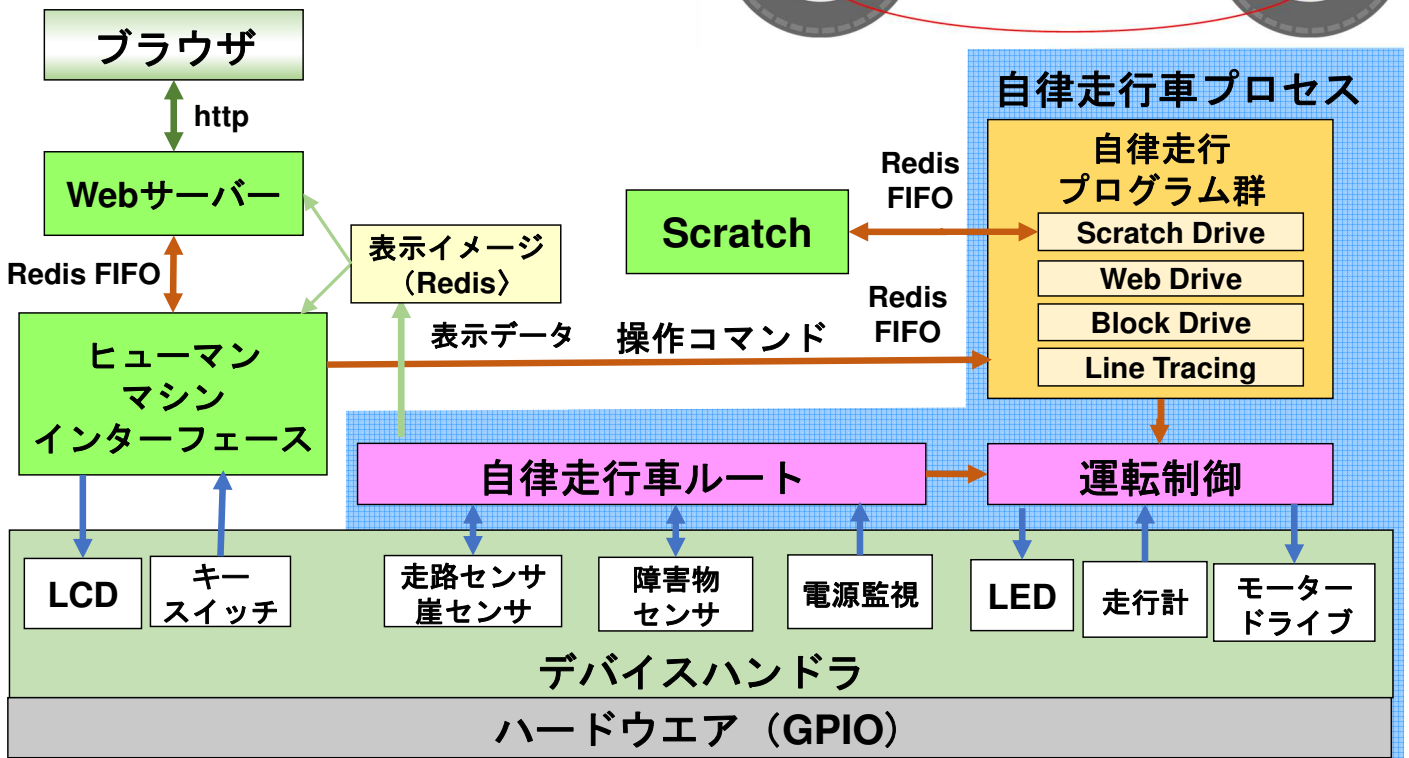 ブラウザ
http
Webサーバー
Redis FIFO
ヒューマン
マシン
インターフェース
表示イメージ
（Redis〉
表示データ
操作コマンド
Scratch
Redis
FIFO
Redis
FIFO
自律走行車プロセス
自律走行
プログラム群
Scratch Drive
Web Drive
Block Drive
Line Tracing
自律走行車ルート
運転制御
LCD
キー
スイッチ
走路センサ
崖センサ
障害物
センサ
電源監視
LED
走行計
モーター
ドライブ
デバイスハンドラ
ハードウエア（GPIO）